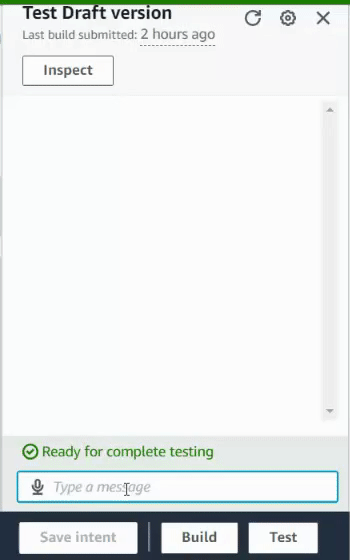 Test Draft version
Last build submitted: 2 hours ago
Inspect
Ready for complete testing
Type a message
Save intent
Build
Test